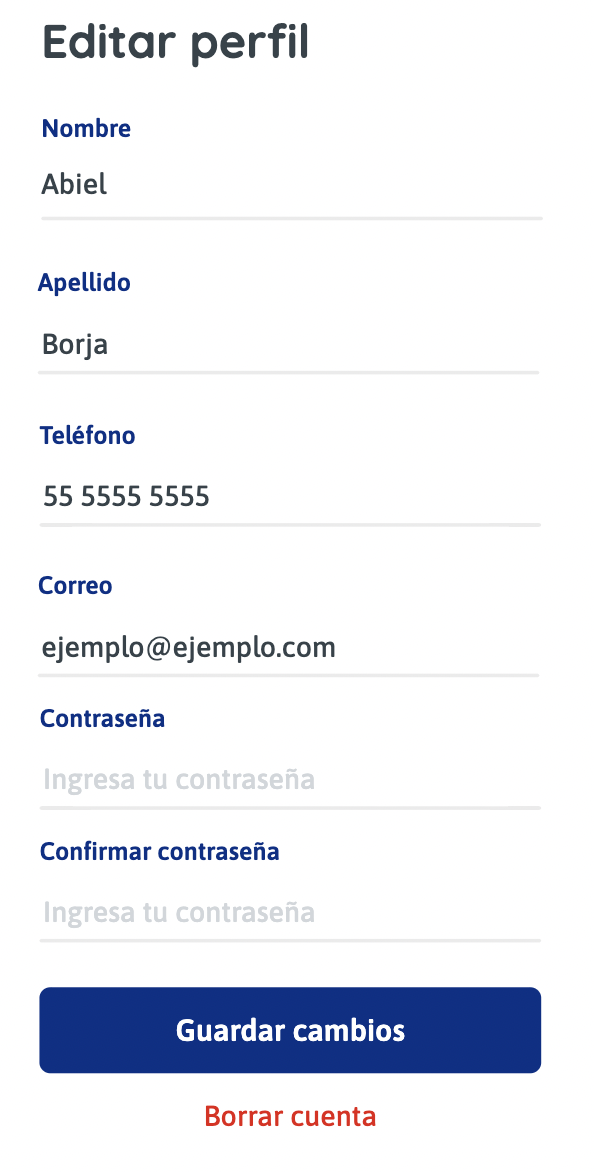 Editar perfil
Nombre
Abiel
Apellido
Borja
Teléfono
55 5555 5555
Correo
ejemplo@ejemplo.com
Contraseña
Ingresa tu contraseña
Confirmar contraseña
Ingresa tu contraseña
Guardar cambios
Borrar cuenta